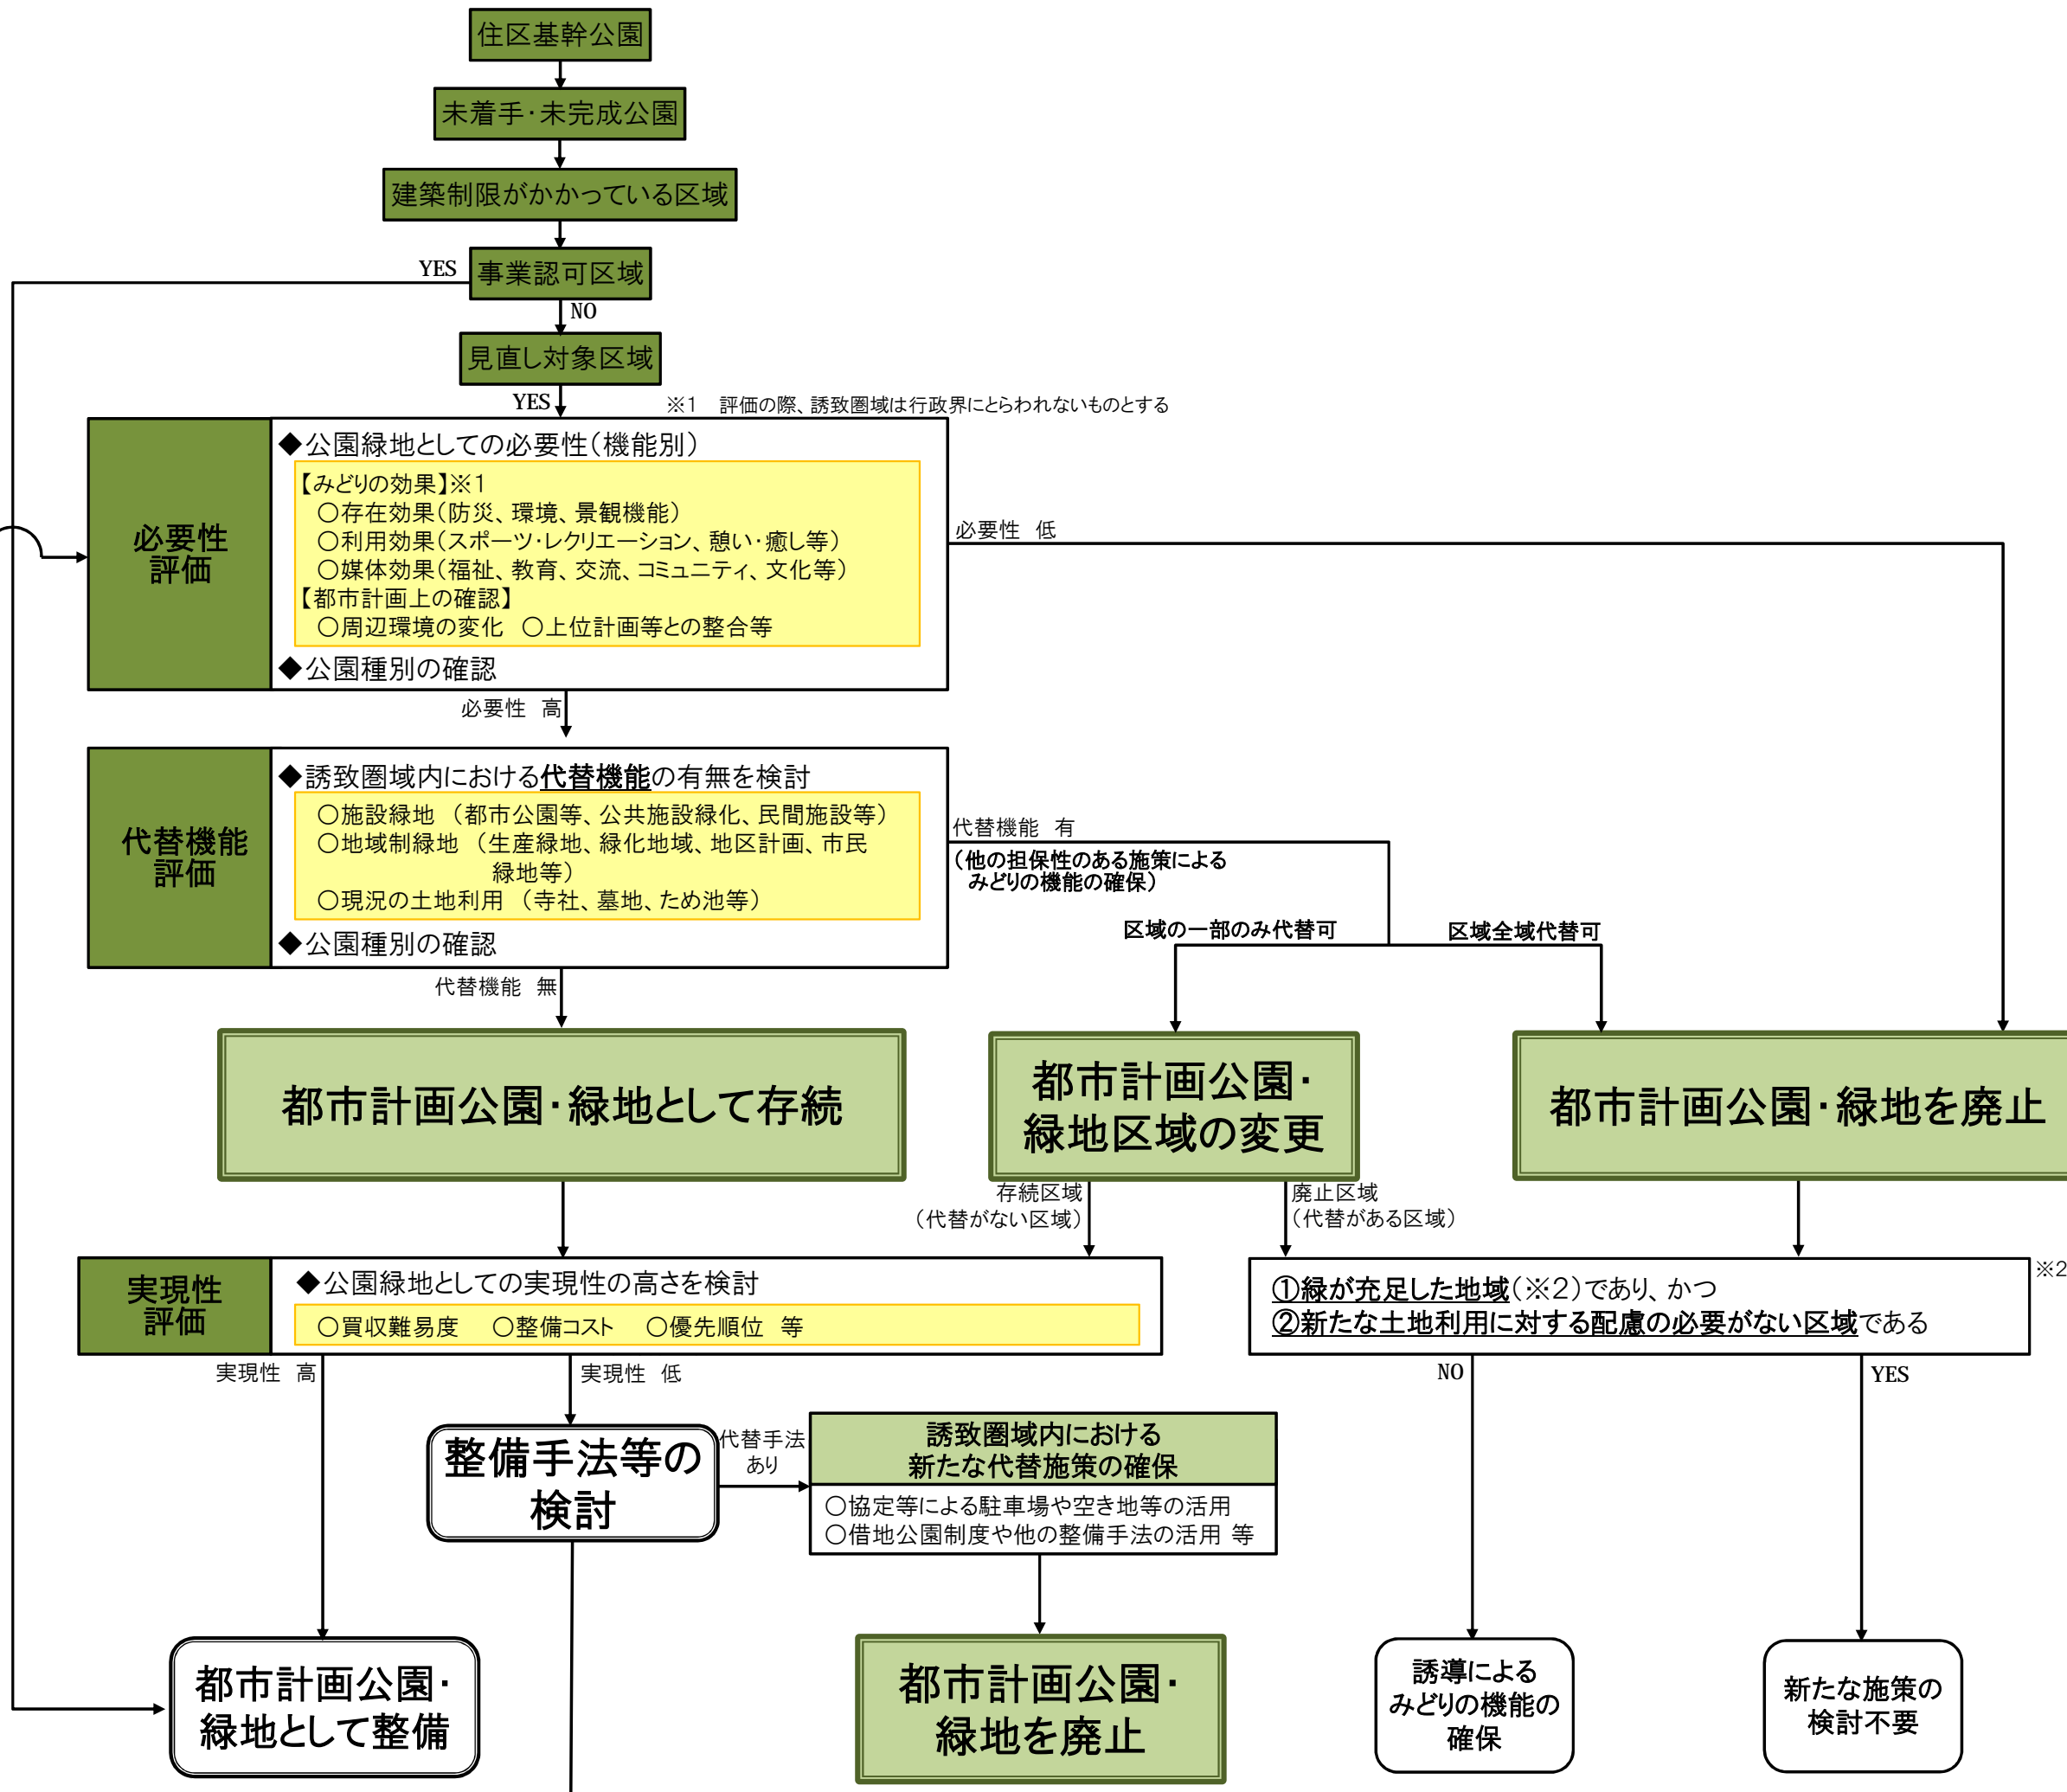 住区基幹公園
未着手・未完成公園
建築制限がかかっている区域
YES
事業認可区域
NO
見直し対象区域
YES
※1　評価の際、誘致圏域は行政界にとらわれないものとする
必要性
評価
◆公園緑地としての必要性（機能別）
【みどりの効果】※1
○存在効果（防災、環境、景観機能）
○利用効果（スポーツ・レクリエーション、憩い・癒し等）
○媒体効果（福祉、教育、交流、コミュニティ、文化等）
【都市計画上の確認】
○周辺環境の変化　○上位計画等との整合等
◆公園種別の確認
必要性　低
必要性　高
代替機能
評価
◆誘致圏域内における代替機能の有無を検討
○施設緑地　（都市公園等、公共施設緑化、民間施設等）
○地域制緑地　（生産緑地、緑化地域、地区計画、市民
緑地等）
○現況の土地利用　（寺社、墓地、ため池等）
◆公園種別の確認
代替機能　有
（他の担保性のある施策による
みどりの機能の確保）
区域の一部のみ代替可
区域全域代替可
代替機能　無
都市計画公園・緑地として存続
都市計画公園・
緑地区域の変更
都市計画公園・緑地を廃止
存続区域
（代替がない区域）
廃止区域
（代替がある区域）
実現性
評価
◆公園緑地としての実現性の高さを検討
○買収難易度　○整備コスト　○優先順位　等
①緑が充足した地域（※2）であり、かつ
②新たな土地利用に対する配慮の必要がない区域である
※2
実現性　高
実現性　低
NO
YES
整備手法等の
検討
代替手法
あり
誘致圏域内における
新たな代替施策の確保
○協定等による駐車場や空き地等の活用
○借地公園制度や他の整備手法の活用 等
都市計画公園・
緑地として整備
都市計画公園・
緑地を廃止
誘導による
みどりの機能の
確保
新たな施策の
検討不要